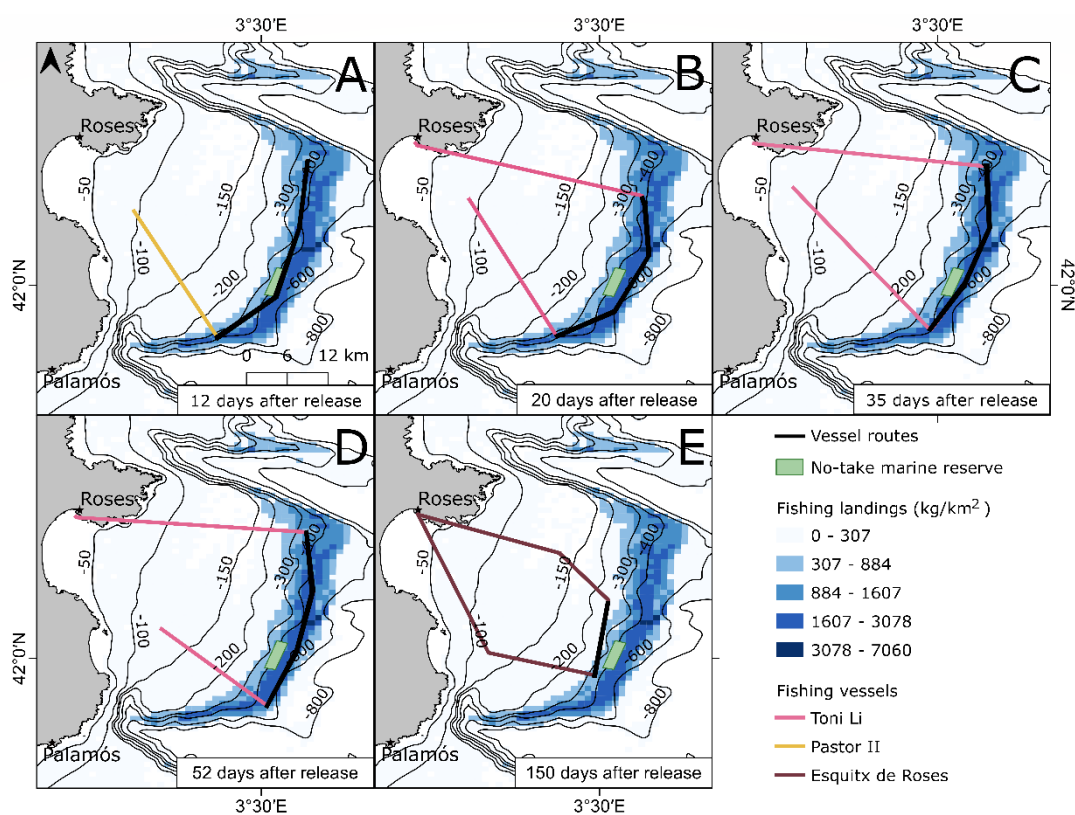 3°30'E 3°30'E
A B C
Roses Roses Roses
-50 -100 -150 -200 -300 -400 -600 -800
-50 -100 -150 -200 -300 -400 -600 -800
-50 -100 -150 -200 -300 -400 -600 -800
42°0'N 42°0'N
0 6 12 km
Palamós Palamós Palamós
12 days after release
20 days after release
35 days after release
D E
Roses Roses
-50 -100 -150 -200 -300 -400 -600 -800
-50 -100 -150 -200 -300 -400 -600 -800
42°0'N
Palamós Palamós
52 days after release
150 days after release
3°30'E 3°30'E
Vessel routes
No-take marine reserve
Fishing landings (kg/km²)
0 - 307
307 - 884
884 - 1607
1607 - 3078
3078 - 7060
Fishing vessels
Toni Li
Pastor II
Esquitx de Roses